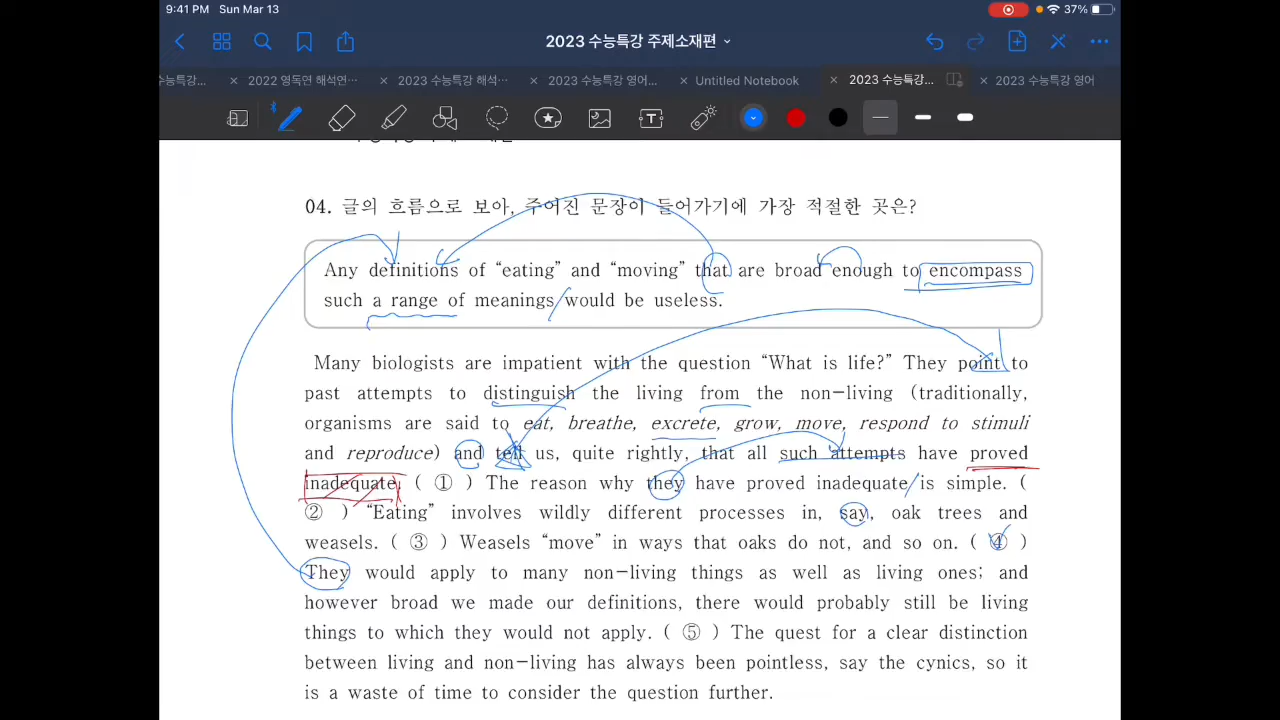 9:41 PM Sun Mar 13
37%
2023 수능특강 주제소재편
능특강...
2022 영독연 해석연...
2023 수능특강 해석...
2023 수능특강 영어...
Untitled Notebook
2023 수능특강...
2023 수능특강 영어
04. 글의 흐름으로 보아, 주어진 문장이 들어가기에 가장 적절한 곳은?
Any definitions of “eating” and “moving” that are broad enough to encompass
such a range of meanings would be useless.
Many biologists are impatient with the question “What is life?” They point to
past attempts to distinguish the living from the non-living (traditionally,
organisms are said to eat, breathe, excrete, grow, move, respond to stimuli
and reproduce) and tell us, quite rightly, that all such attempts have proved
inadequate. ( ① ) The reason why they have proved inadequate is simple. (
② ) “Eating” involves wildly different processes in, say, oak trees and
weasels. ( ③ ) Weasels “move” in ways that oaks do not, and so on. ( ④ )
They would apply to many non-living things as well as living ones; and
however broad we made our definitions, there would probably still be living
things to which they would not apply. ( ⑤ ) The quest for a clear distinction
between living and non-living has always been pointless, say the cynics, so it
is a waste of time to consider the question further.